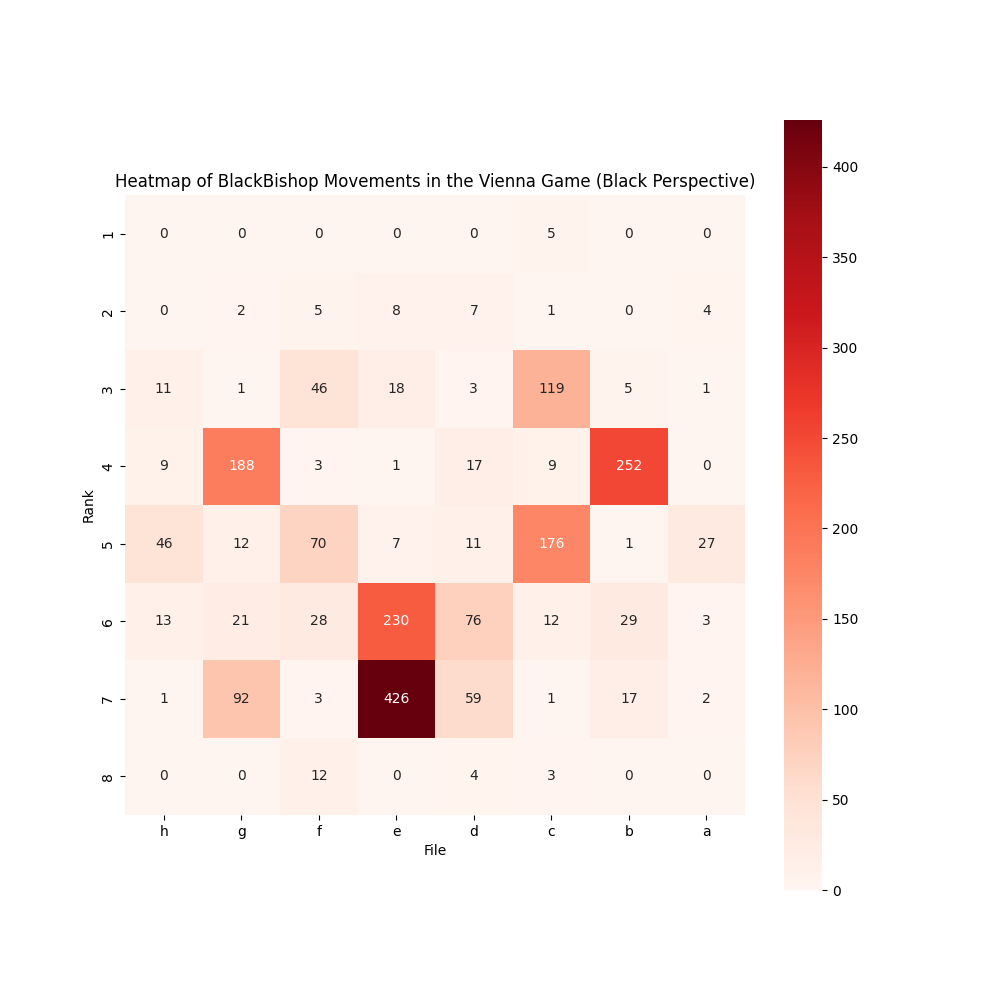 Heatmap of BlackBishop Movements in the Vienna Game (Black Perspective)
400
350
300
250
200
150
100
50
0
Rank
1 0 0 0 0 0 5 0 0
2 0 2 5 8 7 1 0 4
3 11 1 46 18 3 119 5 1
4 9 188 3 1 17 9 252 0
5 46 12 70 7 11 176 1 27
6 13 21 28 230 76 12 29 3
7 1 92 3 426 59 1 17 2
8 0 0 12 0 4 3 0 0
h g f e d c b a
File